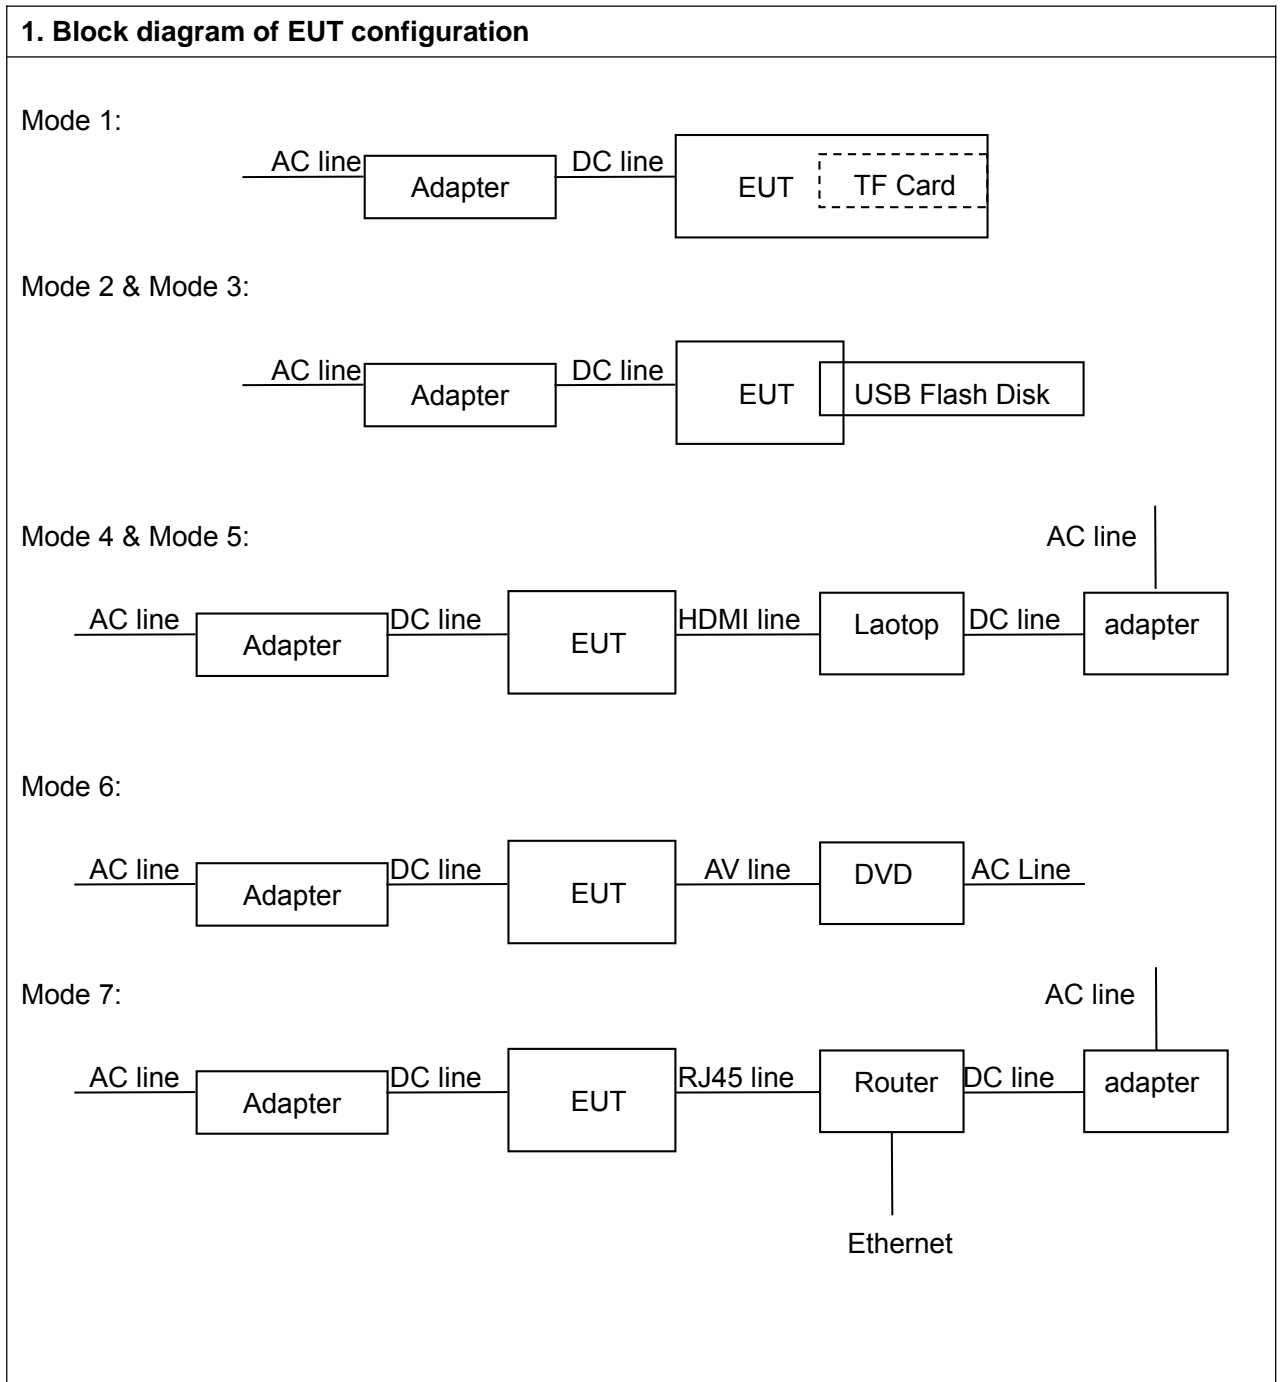 1. Block diagram of EUT configuration
Mode 1:
AC line
Adapter
DC line
EUT
TF Card
Mode 2 & Mode 3:
AC line
Adapter
DC line
EUT
USB Flash Disk
Mode 4 & Mode 5:
AC line
AC line
Adapter
DC line
EUT
HDMI line
Laotop
DC line
adapter
Mode 6:
AC line
Adapter
DC line
EUT
AV line
DVD
AC Line
Mode 7:
AC line
AC line
Adapter
DC line
EUT
RJ45 line
Router
DC line
adapter
Ethernet